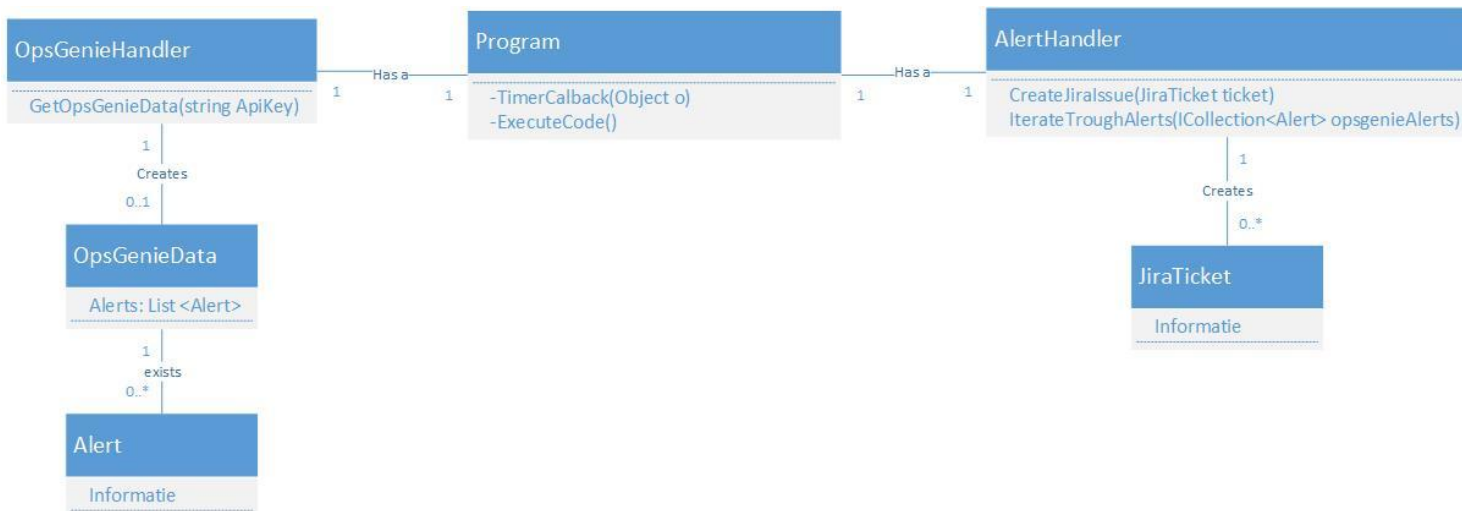 OpsGenieHandler
GetOpsGenieData(string ApiKey)
Has a
1
1
Program
-TimerCalback(Object o)
-ExecuteCode()
Has a
1
1
AlertHandler
CreateJiraIssue(JiraTicket ticket)
IterateTroughAlerts(ICollection<Alert> opsgenieAlerts)
1
Creates
0..1
OpsGenieData
Alerts: List <Alert>
1
exists
0..*
Alert
Informatie
1
Creates
0..*
JiraTicket
Informatie